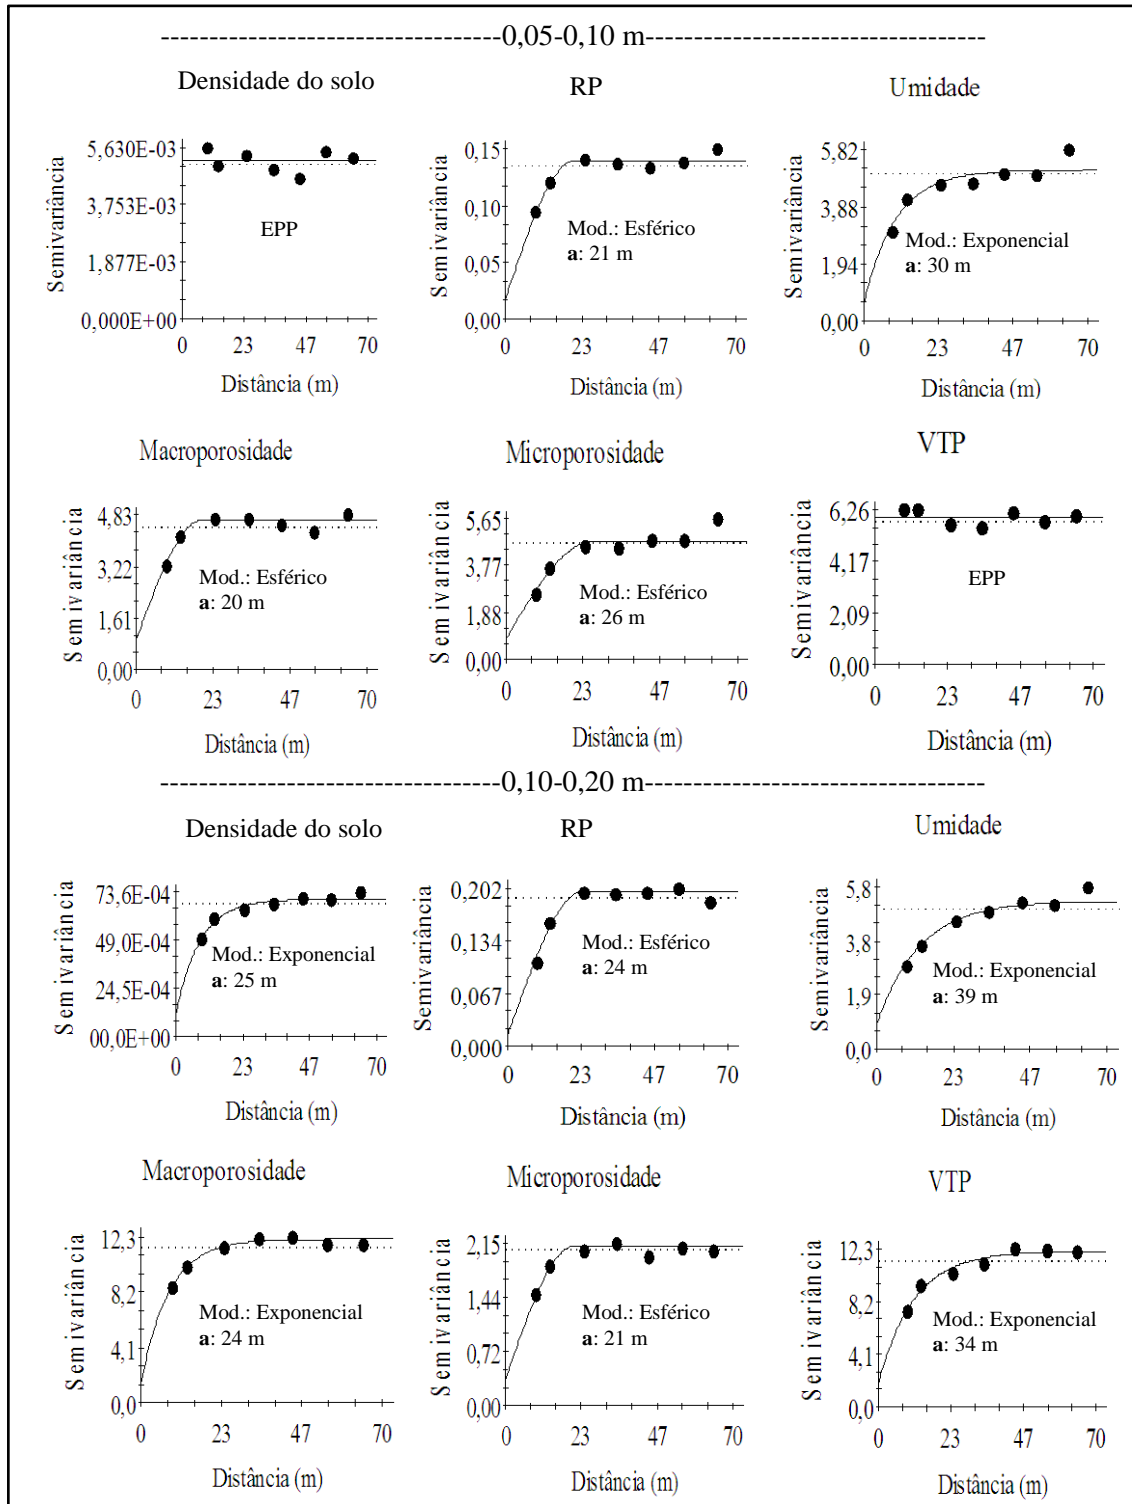 0,05-0,10 m
Densidade do solo
Semivariância
5,630E-03
3,753E-03
1,877E-03
0,000E+00
EPP
0 23 47 70
Distância (m)
RP
Semivariância
0,15
0,10
0,05
0,00
Mod.: Esférico
a: 21 m
0 23 47 70
Distância (m)
Umidade
Semivariância
5,82
3,88
1,94
0,00
Mod.: Exponencial
a: 30 m
0 23 47 70
Distância (m)
Macroporosidade
Semivariância
4,83
3,22
1,61
0,00
Mod.: Esférico
a: 20 m
0 23 47 70
Distância (m)
Microporosidade
Semivariância
5,65
3,77
1,88
0,00
Mod.: Esférico
a: 26 m
0 23 47 70
Distância (m)
VTP
Semivariância
6,26
4,17
2,09
0,00
EPP
0 23 47 70
Distância (m)
0,10-0,20 m
Densidade do solo
Semivariância
73,6E-04
49,0E-04
24,5E-04
00,0E+00
Mod.: Exponencial
a: 25 m
0 23 47 70
Distância (m)
RP
Semivariância
0,202
0,134
0,067
0,000
Mod.: Esférico
a: 24 m
0 23 47 70
Distância (m)
Umidade
Semivariância
5,8
3,8
1,9
0,0
Mod.: Exponencial
a: 39 m
0 23 47 70
Distância (m)
Macroporosidade
Semivariância
12,3
8,2
4,1
0,0
Mod.: Exponencial
a: 24 m
0 23 47 70
Distância (m)
Microporosidade
Semivariância
2,15
1,44
0,72
0,00
Mod.: Esférico
a: 21 m
0 23 47 70
Distância (m)
VTP
Semivariância
12,3
8,2
4,1
0,0
Mod.: Exponencial
a: 34 m
0 23 47 70
Distância (m)